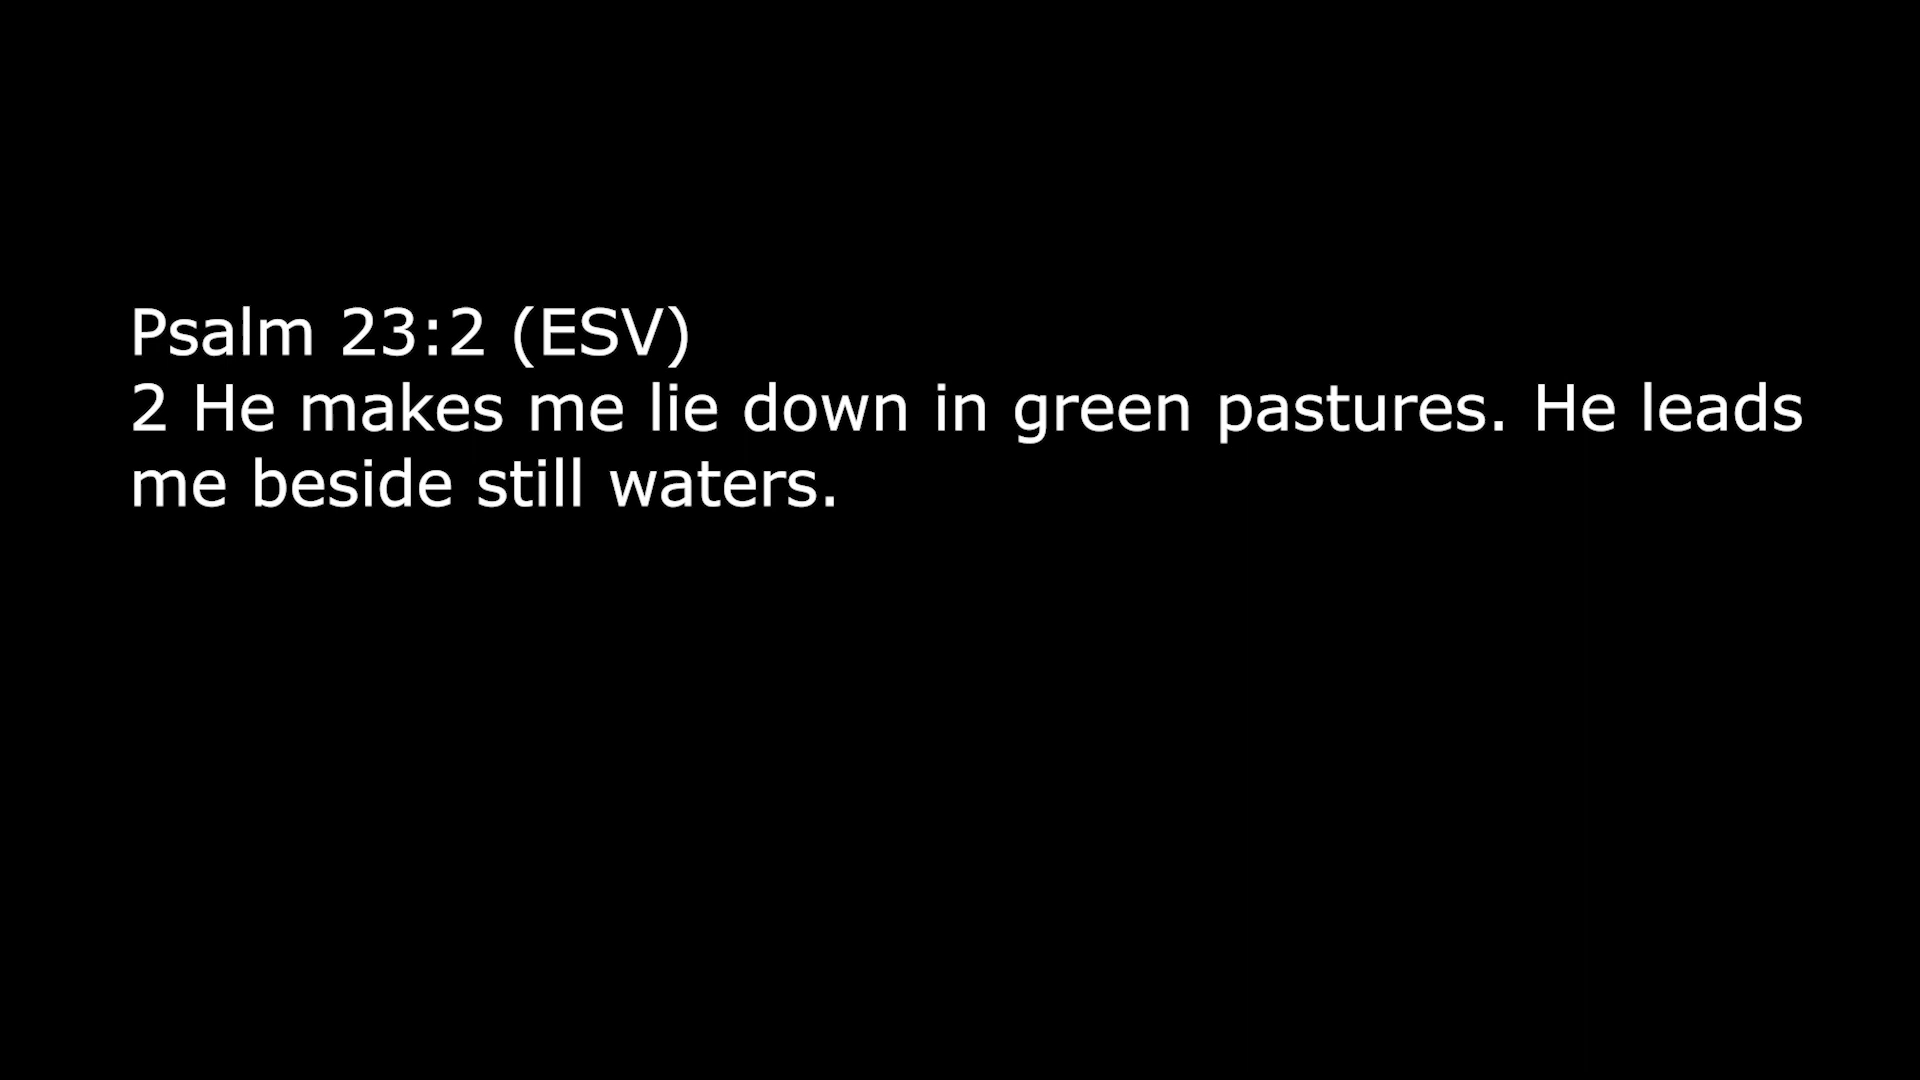 Psalm 23:2 (ESV)
2 He makes me lie down in green pastures. He leads
me beside still waters.